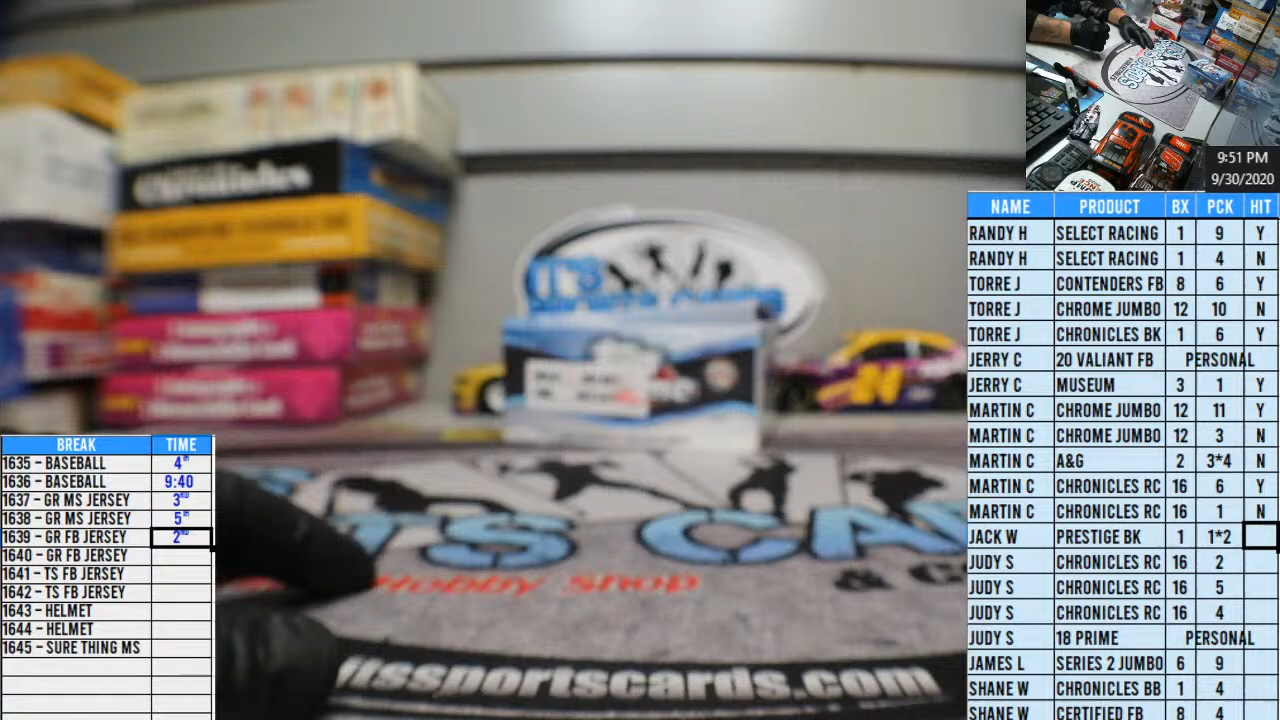 9:51 PM
9/30/2020
NAME PRODUCT BX PCK HIT
RANDY H SELECT RACING 1 9 Y
RANDY H SELECT RACING 1 4 N
TORRE J CONTENDERS FB 8 6 Y
TORRE J CHROME JUMBO 12 10 N
TORRE J CHRONICLES BK 1 6 Y
JERRY C 20 VALIANT FB PERSONAL
JERRY C MUSEUM 3 1 Y
MARTIN C CHROME JUMBO 12 11 Y
MARTIN C CHROME JUMBO 12 3 N
MARTIN C A&G 2 3*4 N
MARTIN C CHRONICLES RC 16 6 Y
MARTIN C CHRONICLES RC 16 1 N
JACK W PRESTIGE BK 1 1*2
JUDY S CHRONICLES RC 16 2
JUDY S CHRONICLES RC 16 5
JUDY S CHRONICLES RC 16 4
JUDY S 18 PRIME PERSONAL
JAMES L SERIES 2 JUMBO 6 9
SHANE W CHRONICLES BB 1 4
SHANE W CERTIFIED FB 8 4
BREAK TIME
1635 - BASEBALL 4TH
1636 - BASEBALL 9:40
1637 - GR MS JERSEY 3RD
1638 - GR MS JERSEY 5TH
1639 - GR FB JERSEY 2ND
1640 - GR FB JERSEY
1641 - TS FB JERSEY
1642 - TS FB JERSEY
1643 - HELMET
1644 - HELMET
1645 - SURE THING MS
Chronicles
IT'S
TS CA
Hobby shop
& C
itssportscards.com